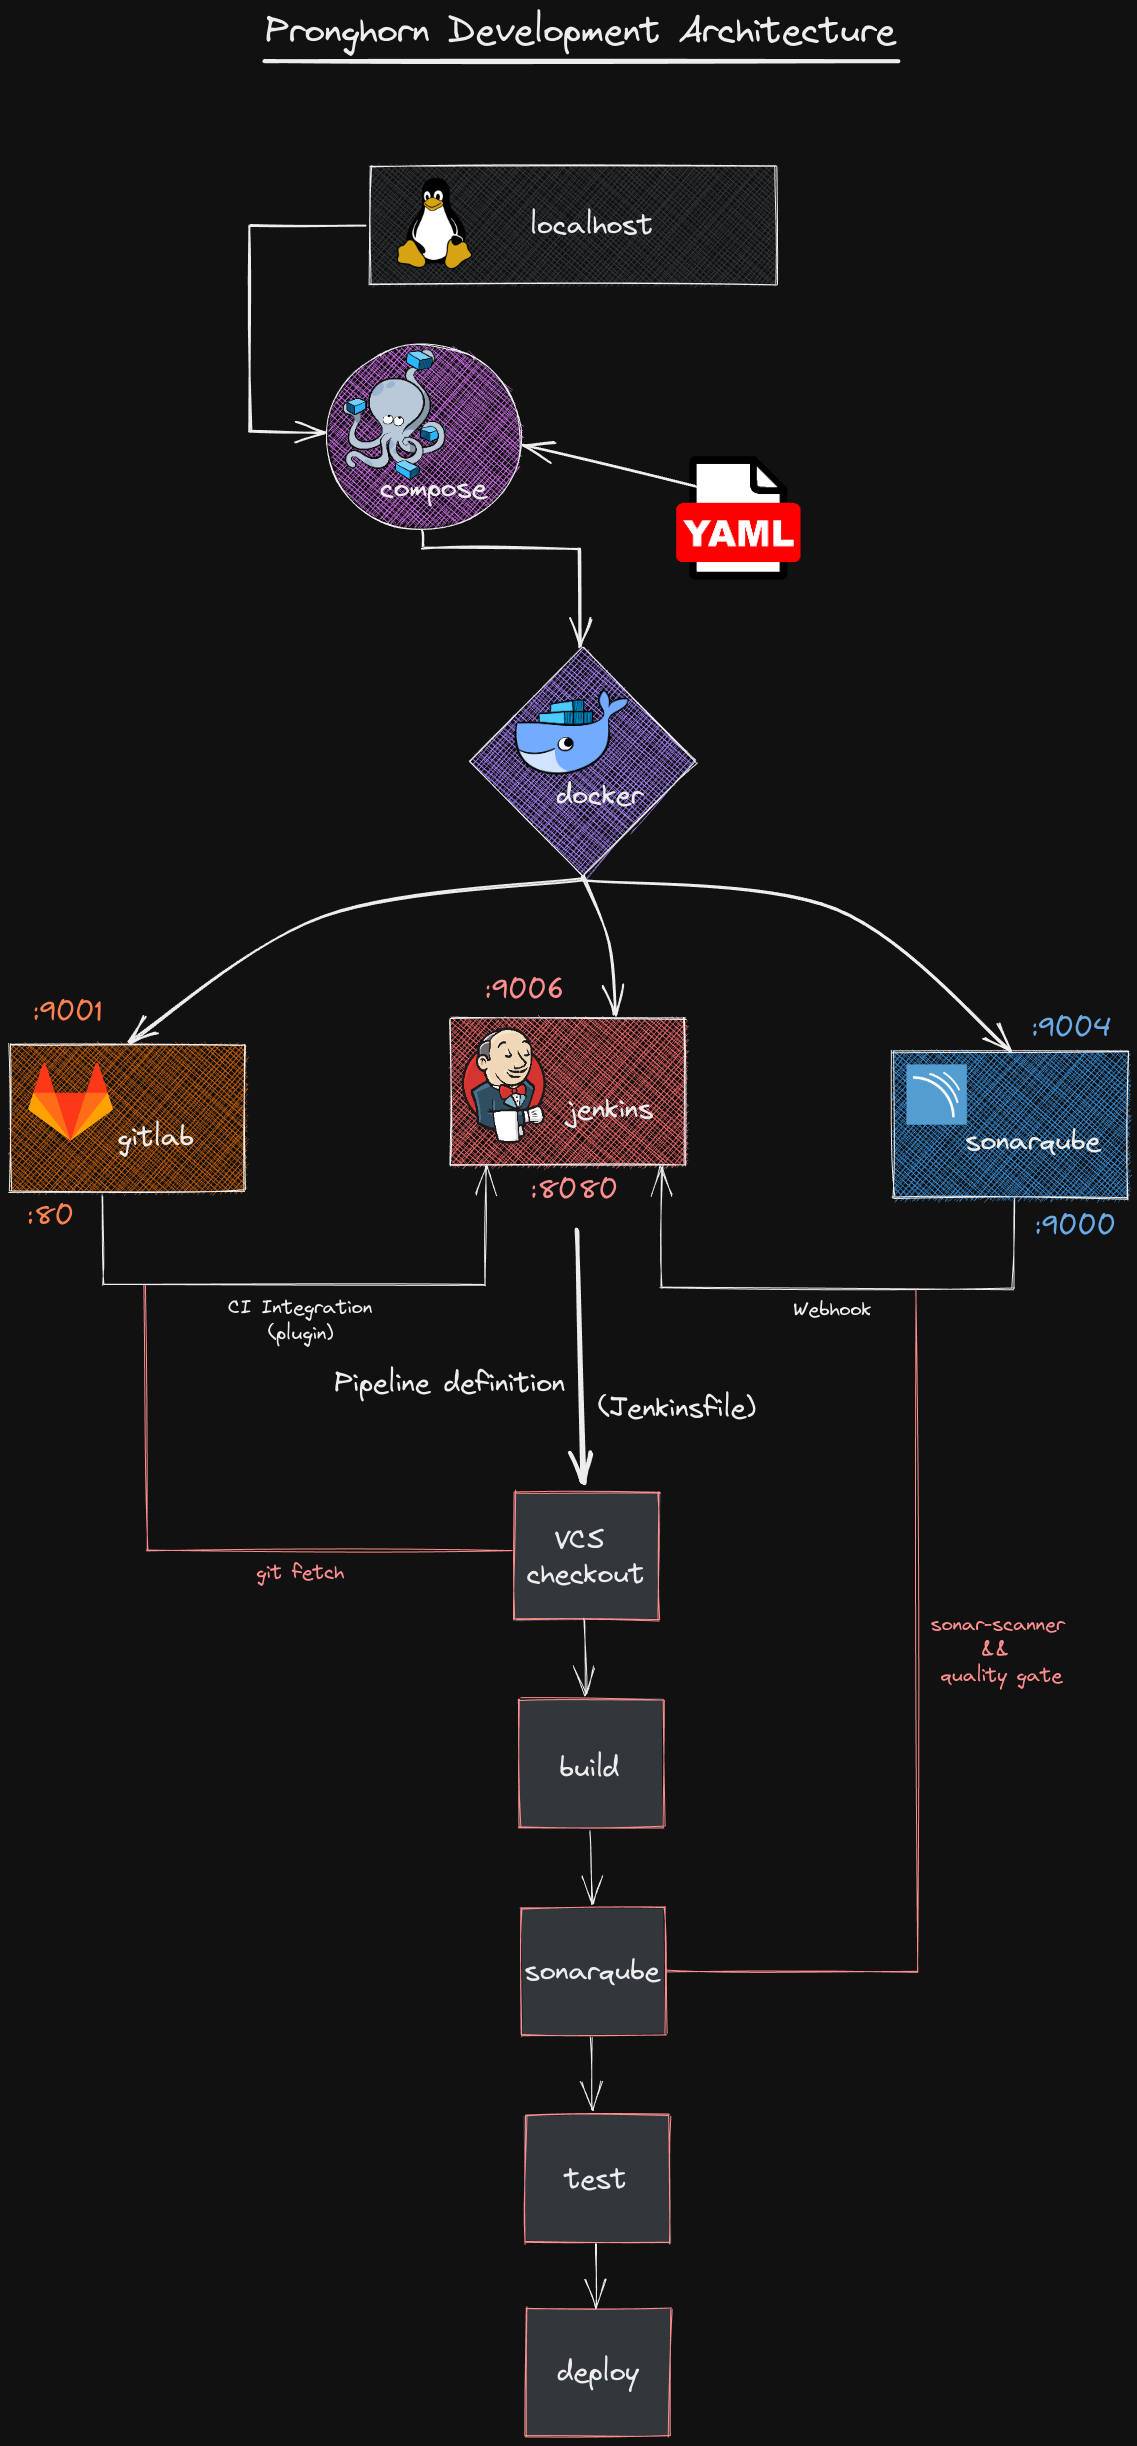 Pronghorn Development Architecture
localhost
compose
YAML
docker
:9001
:9006
:9004
gitlab
jenkins
sonarqube
:80
:8080
:9000
CI Integration
(plugin)
Webhook
Pipeline definition
(Jenkinsfile)
VCS
checkout
git fetch
sonar-scanner
&&
quality gate
build
sonarqube
test
deploy